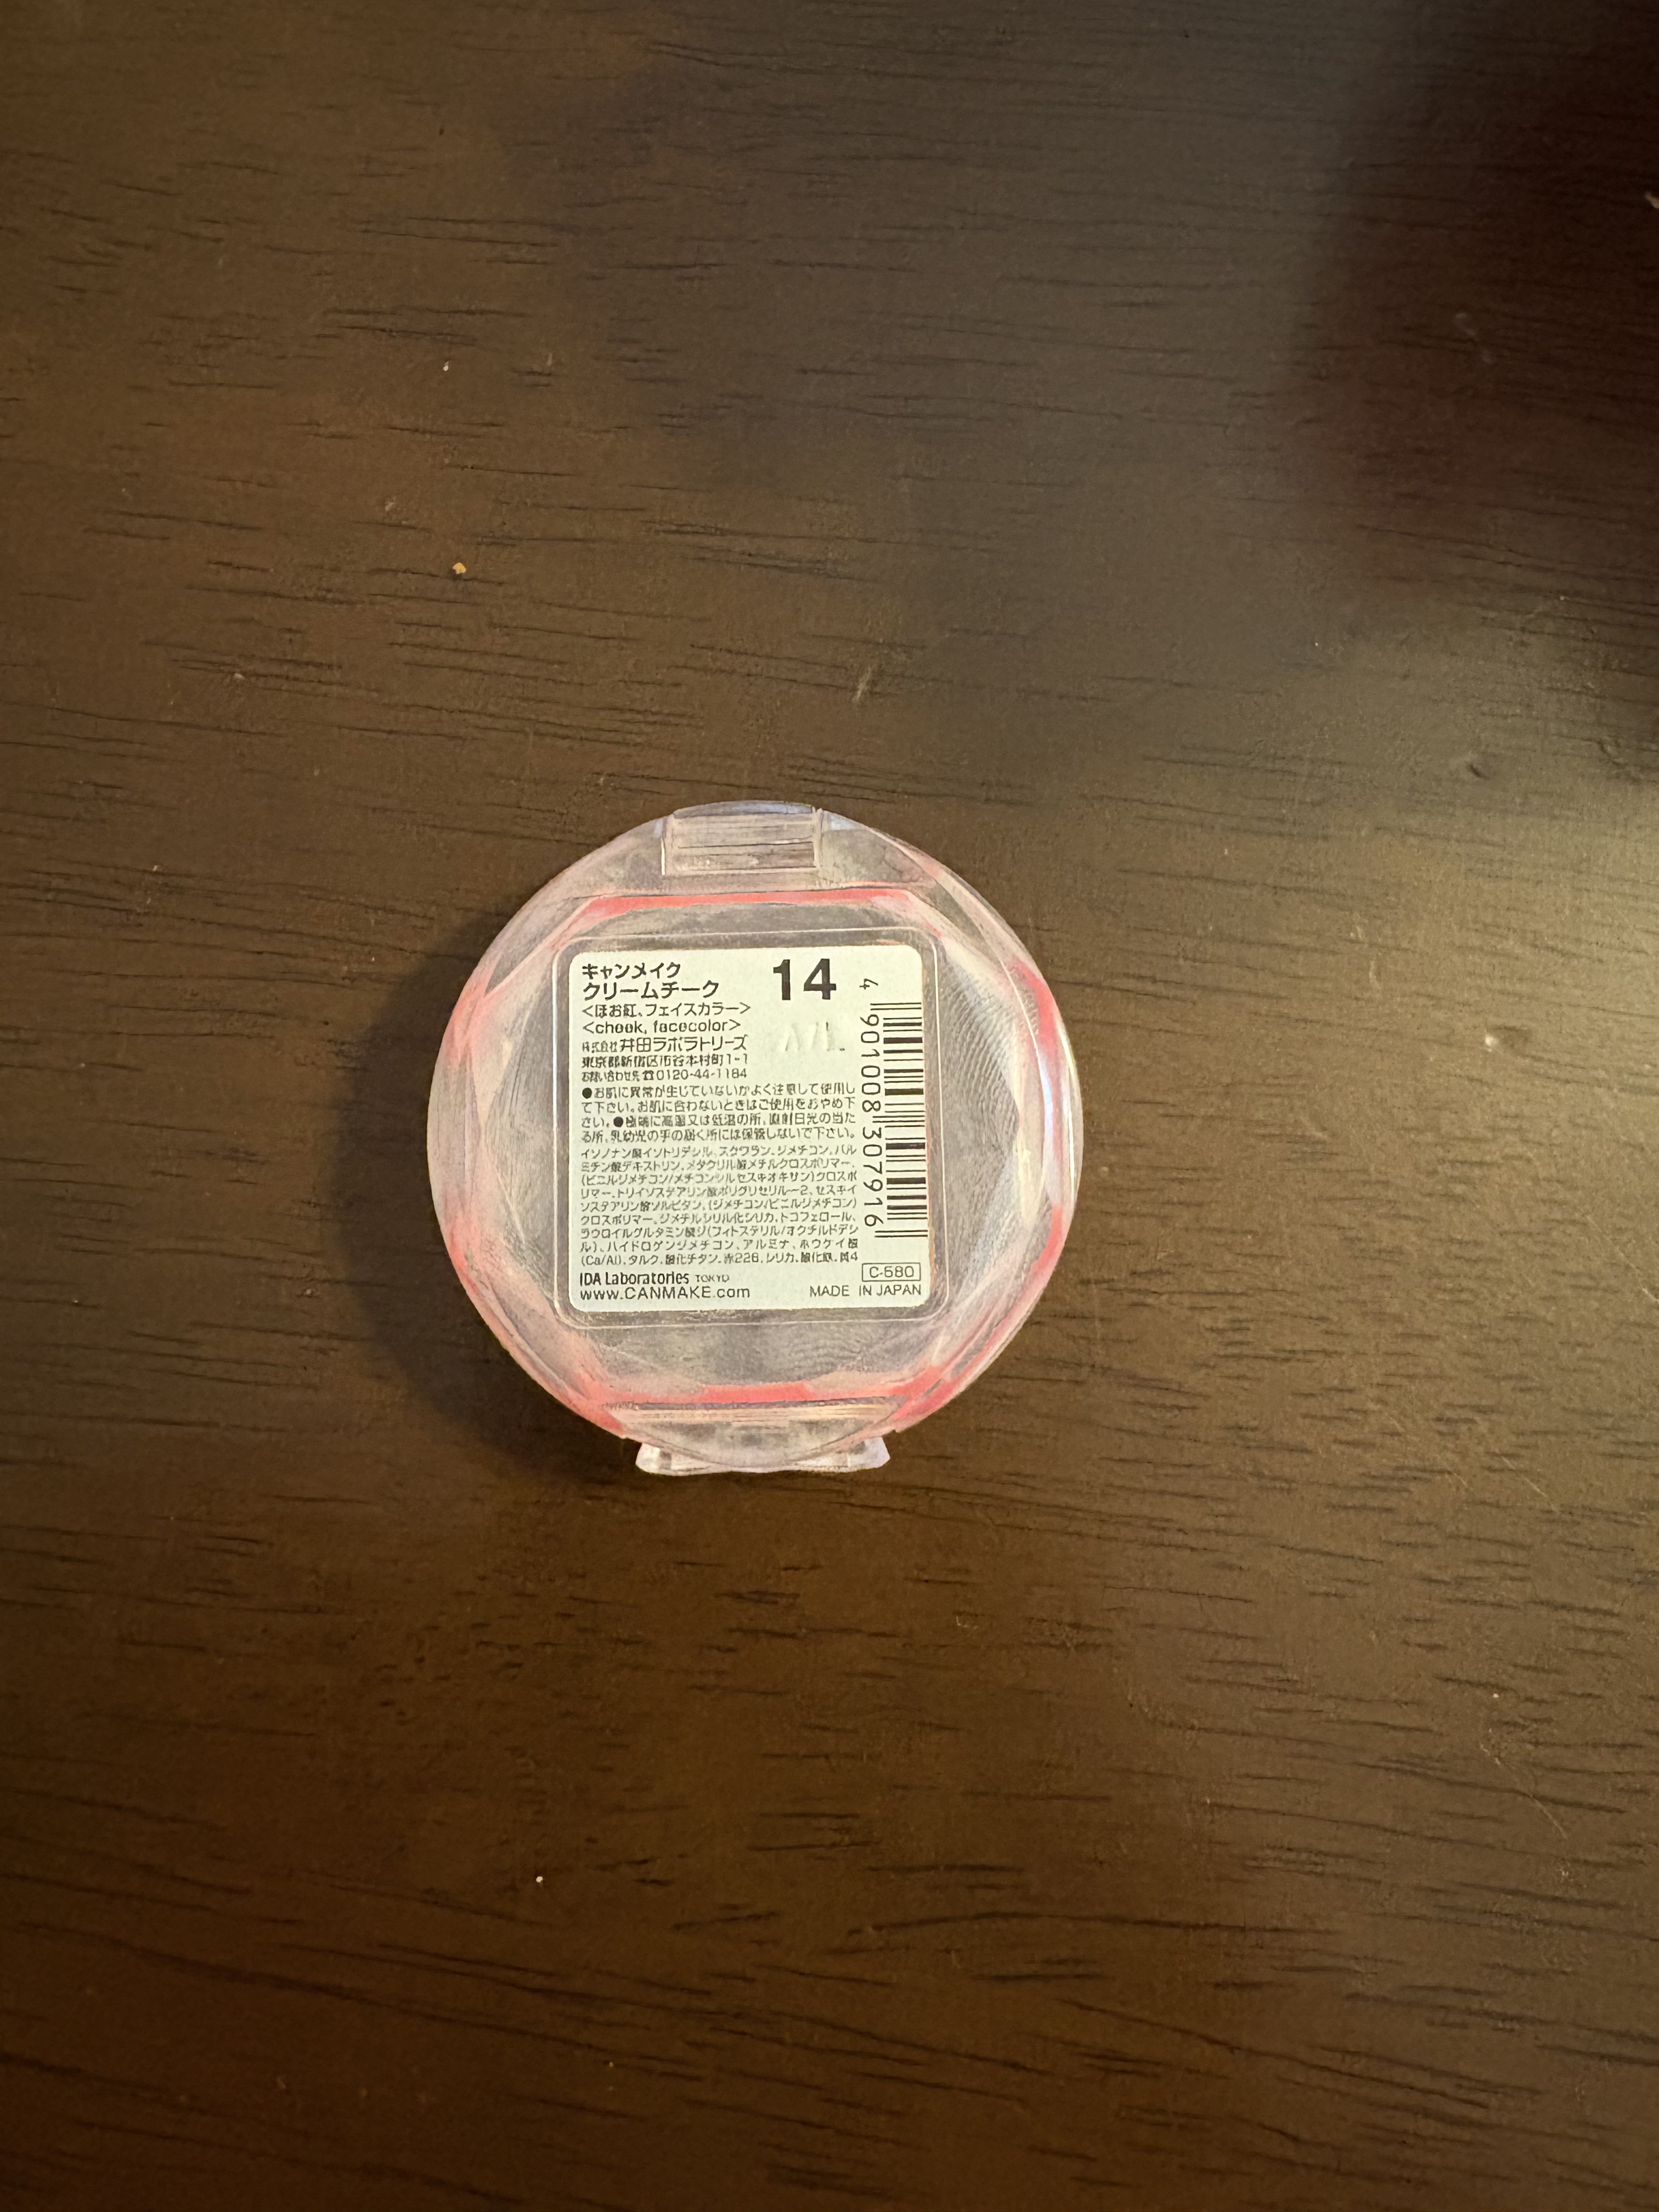 キャンメイク
クリームチーク
14
<ほお紅、フェイスカラー>
<cheek, facecolor>
株式会社 井田ラボラトリーズ
東京都新宿区市谷本村町1-1
お問い合わせ先☎0120-44-1184
●お肌に異常が生じていないかよく注意して使用し
て下さい。お肌に合わないときはご使用をおやめ下
さい。●極端に高温又は低温の所、直射日光の当た
る所、乳幼児の手の届く所には保管しないで下さい。
イソノナン酸イソトリデシル、スクワラン、ジメチコン、パル
ミチン酸デキストリン、メタクリル酸メチルクロスポリマー、
(ビニルジメチコン/メチコンシルセスキオキサン)クロスポ
リマー、トリイソステアリン酸ポリグリセリル-2、セスキイ
ソステアリン酸ソルビタン、(ジメチコン/ビニルジメチコン)
クロスポリマー、ジメチルシリル化シリカ、トコフェロール、
ラウロイルグルタミン酸ジ(フィトステリル/オクチルドデシ
ル)、ハイドロゲンジメチコン、アルミナ、ホウケイ酸
(Ca/Al)、タルク、酸化チタン、赤226、シリカ、酸化鉄、黄4
IDA Laboratories TOKYO
www.CANMAKE.com
C-580
MADE IN JAPAN
4 901008 307916